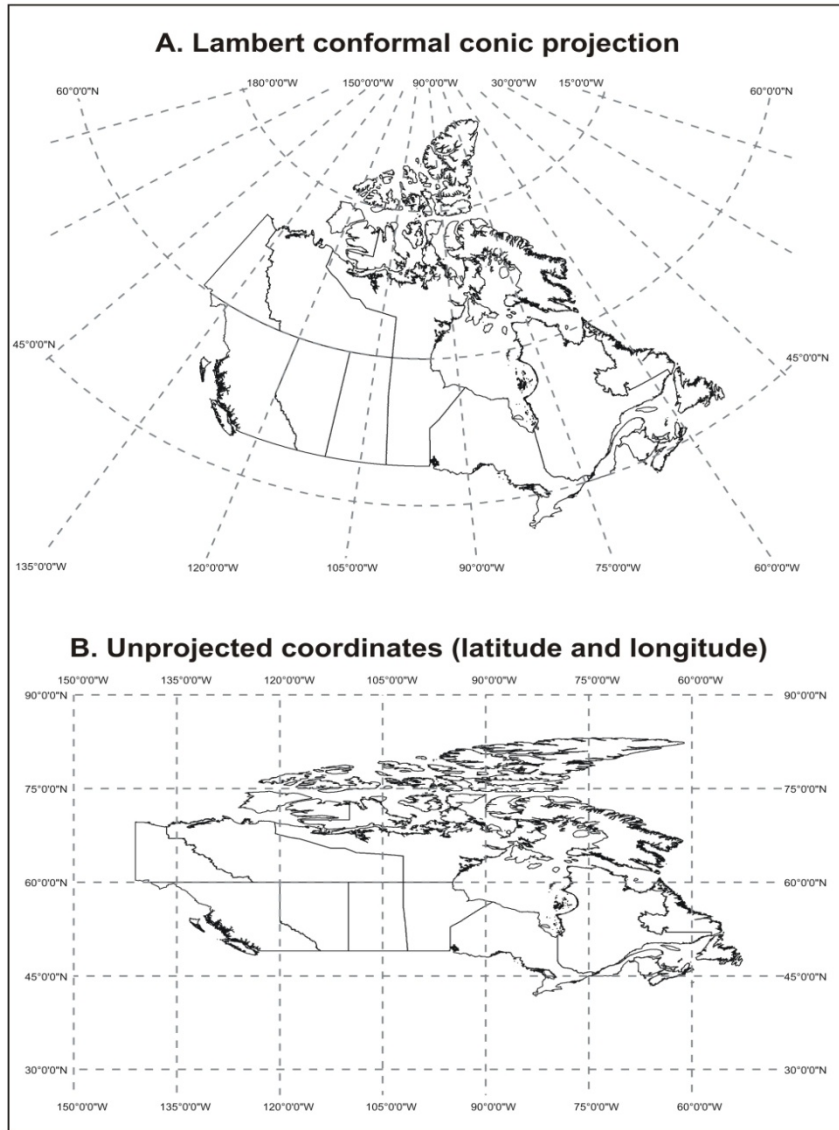 A. Lambert conformal conic projection
60°0'0"N 180°0'0"W 150°0'0"W 90°0'0"W 30°0'0"W 15°0'0"W 60°0'0"N
45°0'0"N 45°0'0"N
135°0'0"W 120°0'0"W 105°0'0"W 90°0'0"W 75°0'0"W 60°0'0"W
B. Unprojected coordinates (latitude and longitude)
150°0'0"W 135°0'0"W 120°0'0"W 105°0'0"W 90°0'0"W 75°0'0"W 60°0'0"W
90°0'0"N 90°0'0"N
75°0'0"N 75°0'0"N
60°0'0"N 60°0'0"N
45°0'0"N 45°0'0"N
30°0'0"N 30°0'0"N
150°0'0"W 135°0'0"W 120°0'0"W 105°0'0"W 90°0'0"W 75°0'0"W 60°0'0"W